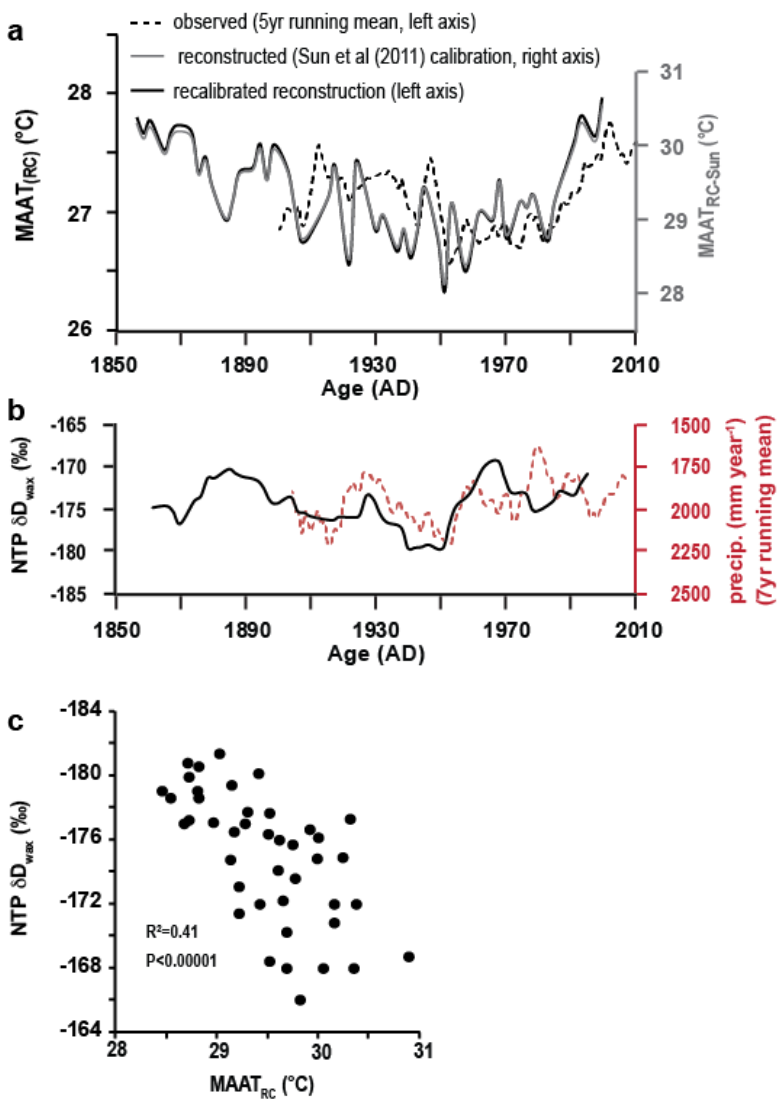 a
observed (5yr running mean, left axis)
reconstructed (Sun et al (2011) calibration, right axis)
recalibrated reconstruction (left axis)
MAAT(RC) (°C)
28
27
26
31
30
29
28
MAATRC-Sun (°C)
1850 1890 1930 1970 2010
Age (AD)
b
NTP δDwax (‰)
-165
-170
-175
-180
-185
1500
1750
2000
2250
2500
precip. (mm year-1)
(7yr running mean)
1850 1890 1930 1970 2010
Age (AD)
c
NTP δDwax (‰)
-184
-180
-176
-172
-168
-164
R²=0.41
P<0.00001
28 29 30 31
MAATRC (°C)